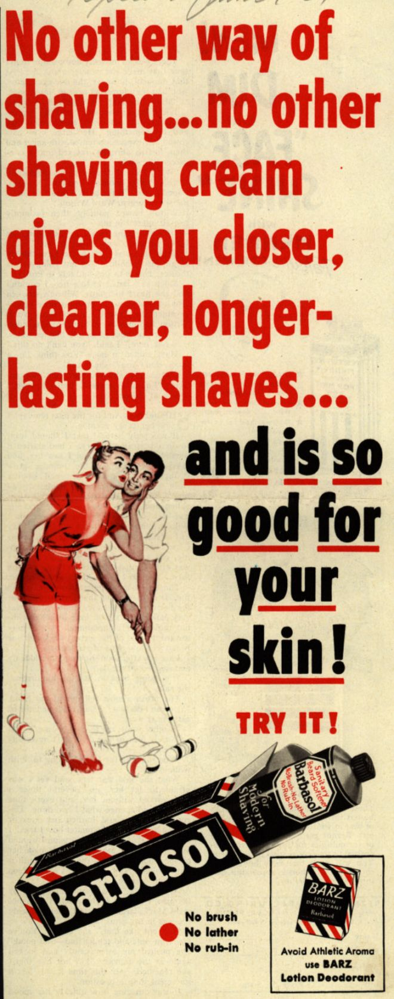 No other way of
shaving...no other
shaving cream
gives you closer,
cleaner, longer-
lasting shaves...
and is so
good for
your
skin!
TRY IT!
Sanitary
Beard Softener
Barbasol
No Brush-No Lather
No Rub-In
for
Modern
Shaving
Barbasol
Barbasol
No brush
No lather
No rub-in
BARZ
LOTION
DEODORANT
Barbasol
Avoid Athletic Aroma
use BARZ
Lotion Deodorant